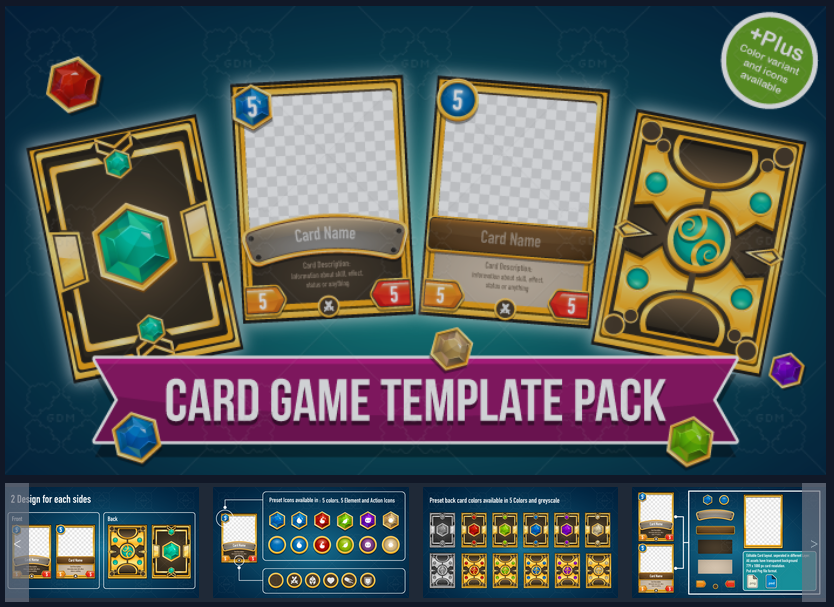 +Plus
Color variant
and icons
available
5
5
Card Name
Card Name
Card Description:
Information about skill, effect,
status or anything
Card Description:
Information about skill, effect,
status or anything
5
5
5
5
CARD GAME TEMPLATE PACK
GDM
GDM
GDM
2 Design for each sides
Front
Back
Preset Icons available in : 5 colors, 5 Element and Action Icons
Preset back card colors available in 5 Colors and greyscale
<
>